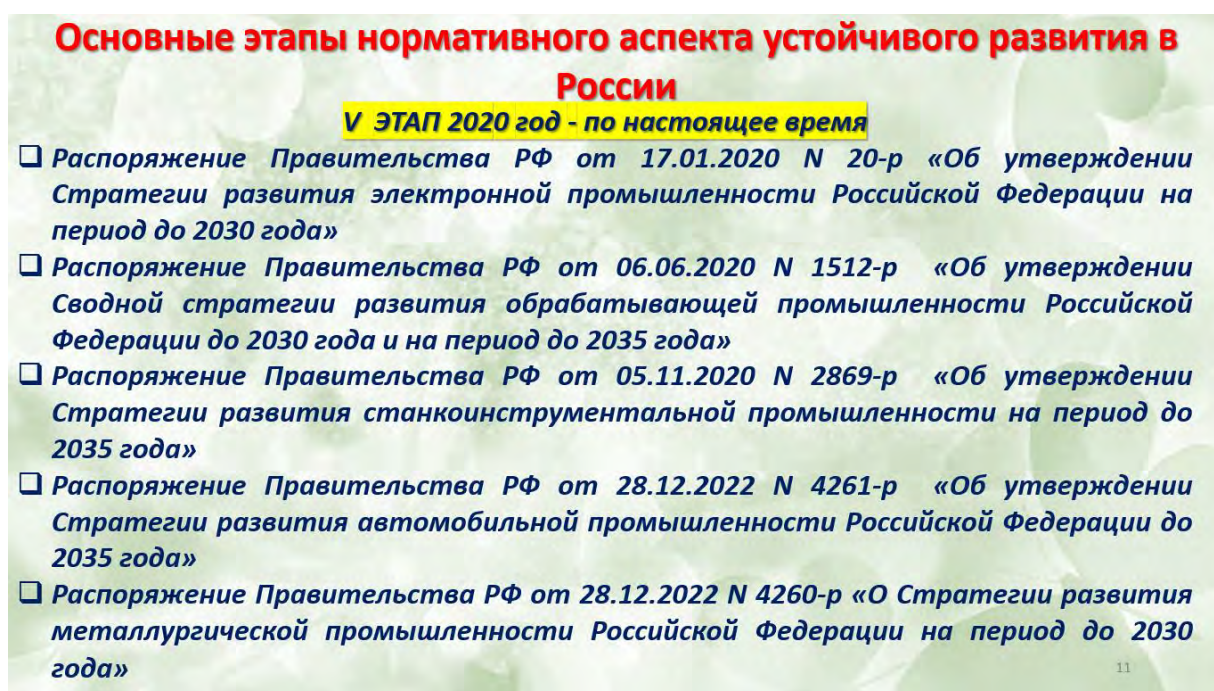 Основные этапы нормативного аспекта устойчивого развития в
России
V ЭТАП 2020 год - по настоящее время
Распоряжение Правительства РФ от 17.01.2020 N 20-р «Об утверждении
Стратегии развития электронной промышленности Российской Федерации на
период до 2030 года»
Распоряжение Правительства РФ от 06.06.2020 N 1512-р «Об утверждении
Сводной стратегии развития обрабатывающей промышленности Российской
Федерации до 2030 года и на период до 2035 года»
Распоряжение Правительства РФ от 05.11.2020 N 2869-р «Об утверждении
Стратегии развития станкоинструментальной промышленности на период до
2035 года»
Распоряжение Правительства РФ от 28.12.2022 N 4261-р «Об утверждении
Стратегии развития автомобильной промышленности Российской Федерации до
2035 года»
Распоряжение Правительства РФ от 28.12.2022 N 4260-р «О Стратегии развития
металлургической промышленности Российской Федерации на период до 2030
года»
11